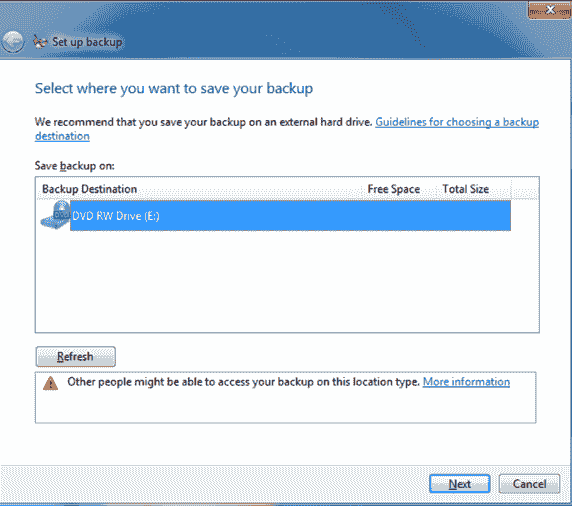 Set up backup
Select where you want to save your backup
We recommend that you save your backup on an external hard drive. Guidelines for choosing a backup
destination
Save backup on:
Backup Destination Free Space Total Size
DVD RW Drive (E:)
Refresh
Other people might be able to access your backup on this location type. More information
Next Cancel